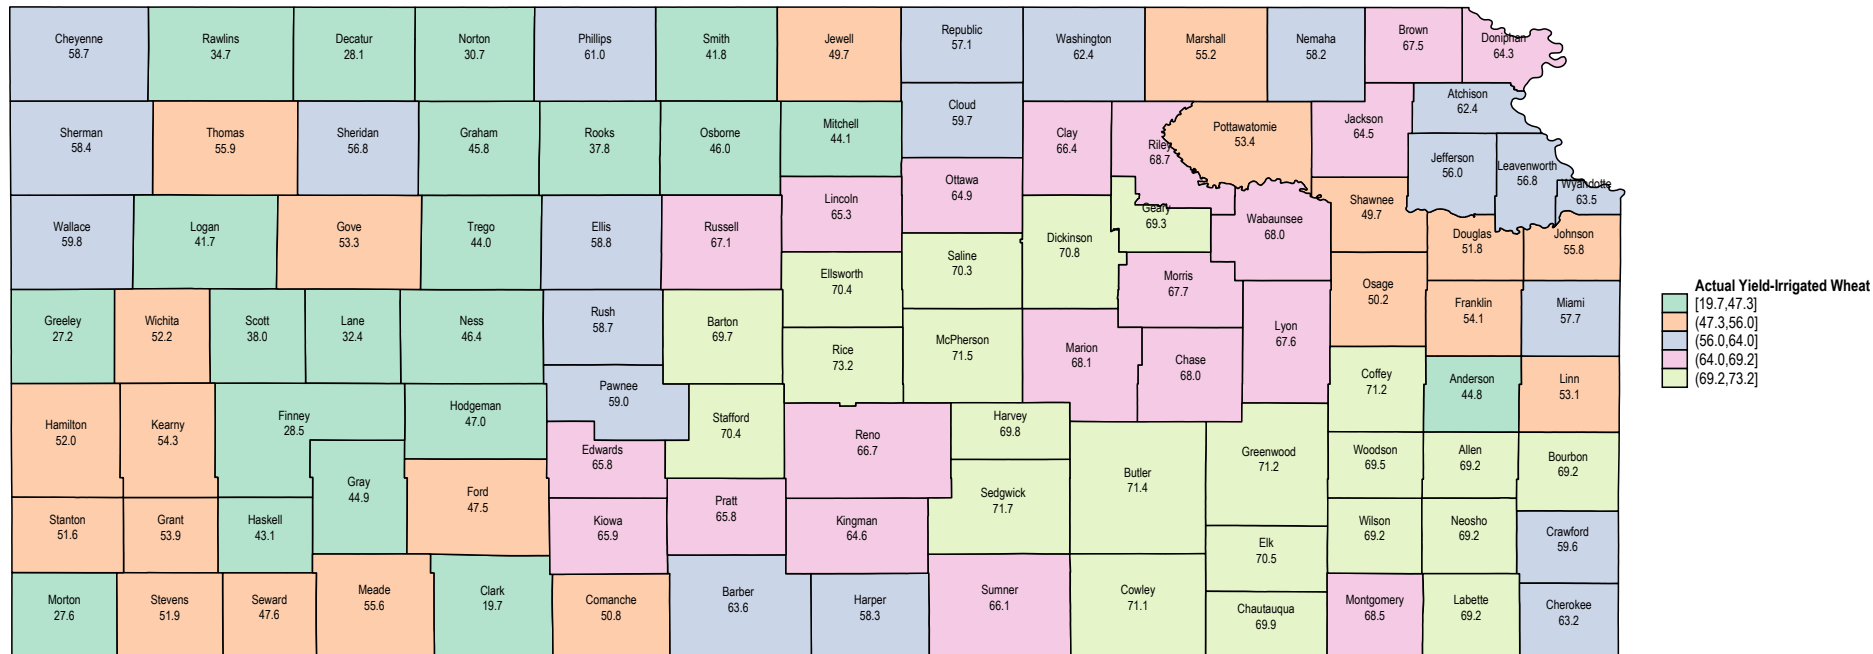 Cheyenne
58.7
Rawlins
34.7
Decatur
28.1
Norton
30.7
Phillips
61.0
Smith
41.8
Jewell
49.7
Republic
57.1
Washington
62.4
Marshall
55.2
Nemaha
58.2
Brown
67.5
Doniphan
64.3
Sherman
58.4
Thomas
55.9
Sheridan
56.8
Graham
45.8
Rooks
37.8
Osborne
46.0
Mitchell
44.1
Cloud
59.7
Clay
66.4
Riley
68.7
Pottawatomie
53.4
Jackson
64.5
Atchison
62.4
Jefferson
56.0
Leavenworth
56.8
Wyandotte
63.5
Wallace
59.8
Logan
41.7
Gove
53.3
Trego
44.0
Ellis
58.8
Russell
67.1
Lincoln
65.3
Ottawa
64.9
Saline
70.3
Dickinson
70.8
Geary
69.3
Wabaunsee
68.0
Shawnee
49.7
Douglas
51.8
Johnson
55.8
Ellsworth
70.4
Morris
67.7
Osage
50.2
Franklin
54.1
Miami
57.7
Greeley
27.2
Wichita
52.2
Scott
38.0
Lane
32.4
Ness
46.4
Rush
58.7
Barton
69.7
Rice
73.2
McPherson
71.5
Marion
68.1
Chase
68.0
Lyon
67.6
Coffey
71.2
Anderson
44.8
Linn
53.1
Hamilton
52.0
Kearny
54.3
Finney
28.5
Hodgeman
47.0
Pawnee
59.0
Stafford
70.4
Reno
66.7
Harvey
69.8
Butler
71.4
Greenwood
71.2
Woodson
69.5
Allen
69.2
Bourbon
69.2
Gray
44.9
Ford
47.5
Edwards
65.8
Pratt
65.8
Kiowa
65.9
Kingman
64.6
Sedgwick
71.7
Stanton
51.6
Grant
53.9
Haskell
43.1
Elk
70.5
Wilson
69.2
Neosho
69.2
Crawford
59.6
Morton
27.6
Stevens
51.9
Seward
47.6
Meade
55.6
Clark
19.7
Comanche
50.8
Barber
63.6
Harper
58.3
Sumner
66.1
Cowley
71.1
Chautauqua
69.9
Montgomery
68.5
Labette
69.2
Cherokee
63.2
Actual Yield-Irrigated Wheat
[19.7,47.3]
(47.3,56.0]
(56.0,64.0]
(64.0,69.2]
(69.2,73.2]